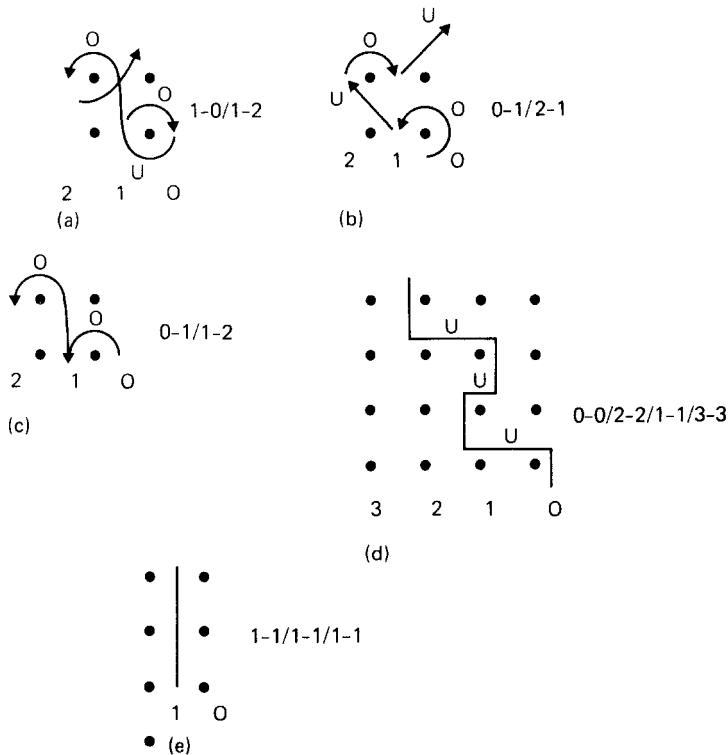 U
O
O
O
1-0/1-2
U
O
0-1/2-1
U
O
2 1 O
2 1 O
(a)
(b)
O
O
0-1/1-2
2 1 O
(c)
U
U
0-0/2-2/1-1/3-3
U
3 2 1 O
(d)
1-1/1-1/1-1
1 O
(e)